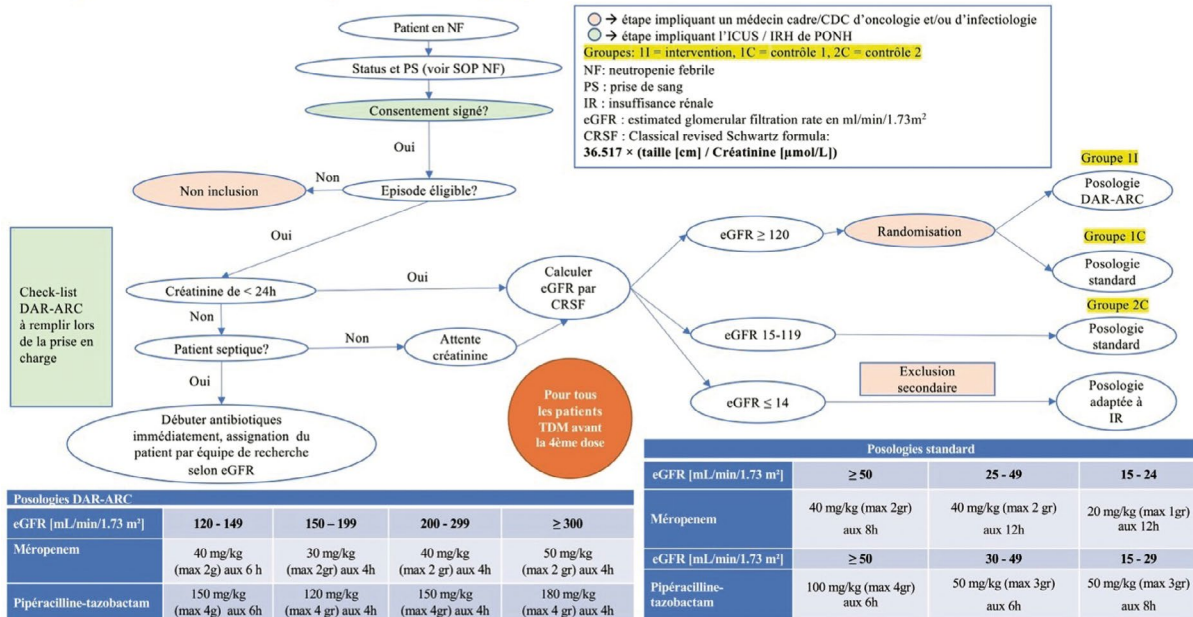 Patient en NF
Status et PS (voir SOP NF)
Consentement signé?
Oui
Episode éligible?
Non
Non inclusion
Oui
Check-list
DAR-ARC
à remplir lors
de la prise en
charge
Créatinine de < 24h
Oui
Non
Patient septique?
Non
Attente
créatinine
Oui
Débuter antibiotiques
immédiatement, assignation du
patient par équipe de recherche
selon eGFR
Calculer
eGFR par
CRSF
→ étape impliquant un médecin cadre/CDC d’oncologie et/ou d’infectiologie
→ étape impliquant l’ICUS / IRH de PONH
Groupes: 1I = intervention, 1C = contrôle 1, 2C = contrôle 2
NF: neutropenie febrile
PS : prise de sang
IR : insuffisance rénale
eGFR : estimated glomerular filtration rate en ml/min/1.73m²
CRSF : Classical revised Schwartz formula:
36.517 × (taille [cm] / Créatinine [µmol/L])
eGFR ≥ 120
Randomisation
Groupe 1I
Posologie
DAR-ARC
Groupe 1C
Posologie
standard
eGFR 15-119
Groupe 2C
Posologie
standard
Exclusion
secondaire
eGFR ≤ 14
Posologie
adaptée à
IR
Pour tous
les patients
TDM avant
la 4ème dose
Posologies DAR-ARC
eGFR [mL/min/1.73 m²] 120 - 149 150 – 199 200 - 299 ≥ 300
Méropenem 40 mg/kg 30 mg/kg 40 mg/kg 50 mg/kg
(max 2g) aux 6 h (max 2gr) aux 4h (max 2 gr) aux 4h (max 2 gr) aux 4h
Pipéracilline-tazobactam 150 mg/kg 120 mg/kg 150 mg/kg 180 mg/kg
(max 4g) aux 6h (max 4 gr) aux 4h (max 4gr) aux 4h (max 4 gr) aux 4h
Posologies standard
eGFR [mL/min/1.73 m²] ≥ 50 25 - 49 15 - 24
Méropenem 40 mg/kg (max 2gr) 40 mg/kg (max 2 gr) 20 mg/kg (max 1gr)
aux 8h aux 12h aux 12h
eGFR [mL/min/1.73 m²] ≥ 50 30 - 49 15 - 29
Pipéracilline- 100 mg/kg (max 4gr) 50 mg/kg (max 3gr) 50 mg/kg (max 3gr)
tazobactam aux 6h aux 6h aux 8h